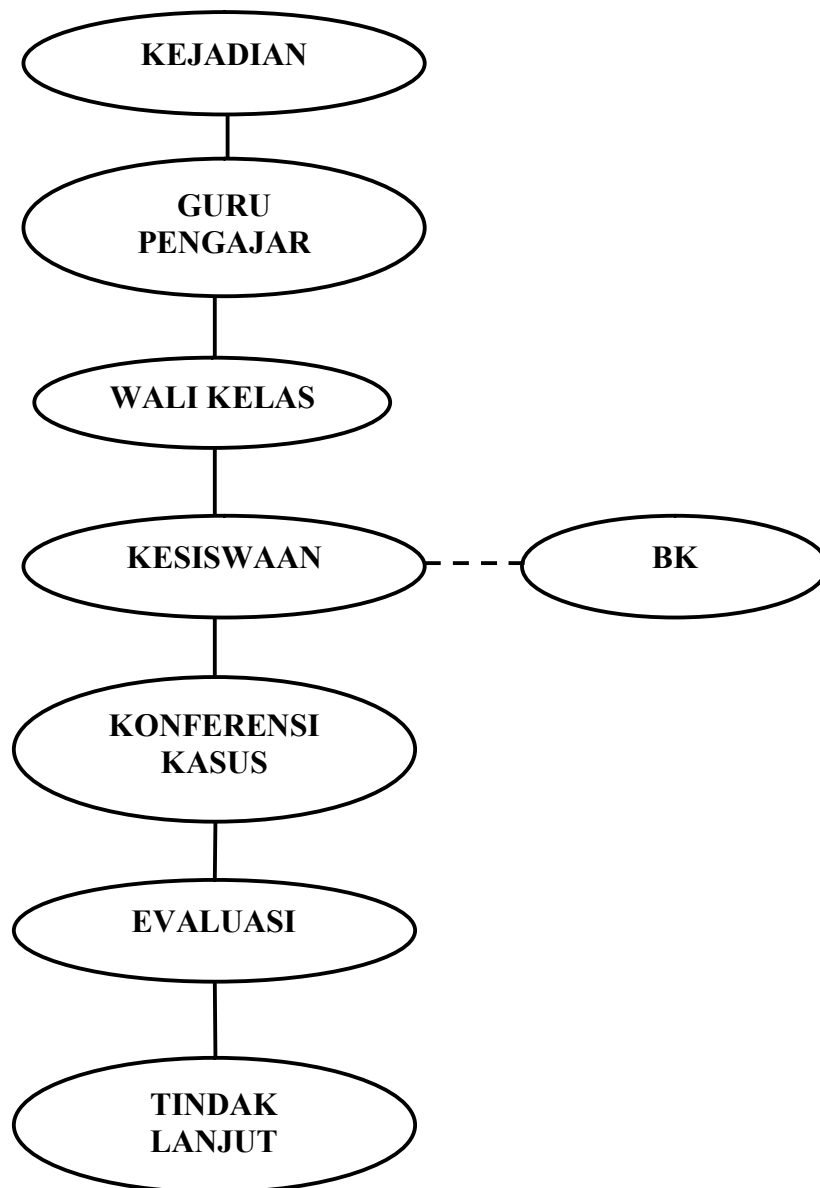 KEJADIAN
GURU
PENGAJAR
WALI KELAS
KESISWAAN
BK
KONFERENSI
KASUS
EVALUASI
TINDAK
LANJUT